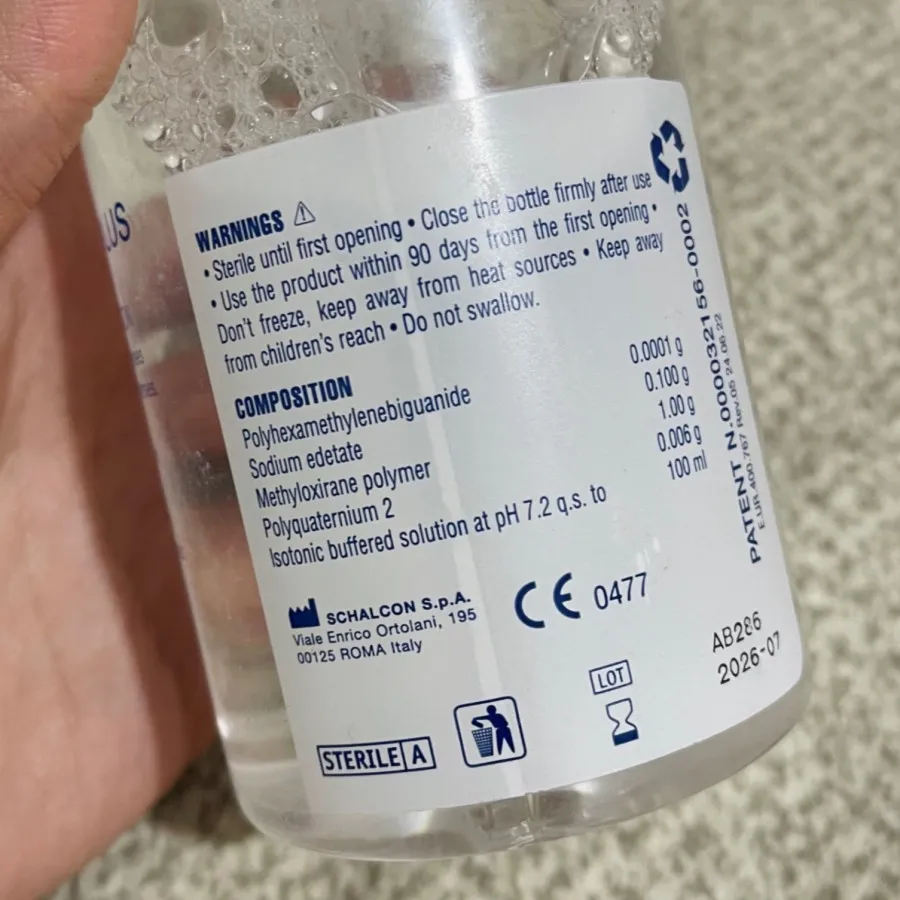 US
WARNINGS
• Sterile until first opening • Close the bottle firmly after use
• Use the product within 90 days from the first opening •
Don't freeze, keep away from heat sources • Keep away
from children's reach • Do not swallow.
COMPOSITION
Polyhexamethylenebiguanide 0.0001 g
Sodium edetate 0.100 g
Methyloxirane polymer 1.00 g
Polyquaternium 2 0.006 g
Isotonic buffered solution at pH 7.2 q.s. to 100 ml
SCHALCON S.p.A.
Viale Enrico Ortolani, 195
00125 ROMA Italy
CE 0477
STERILE A
LOT
AB286
2026-07
PATENT N.000032156-0002
E.UR.400.767 Rev.05 24.06.22